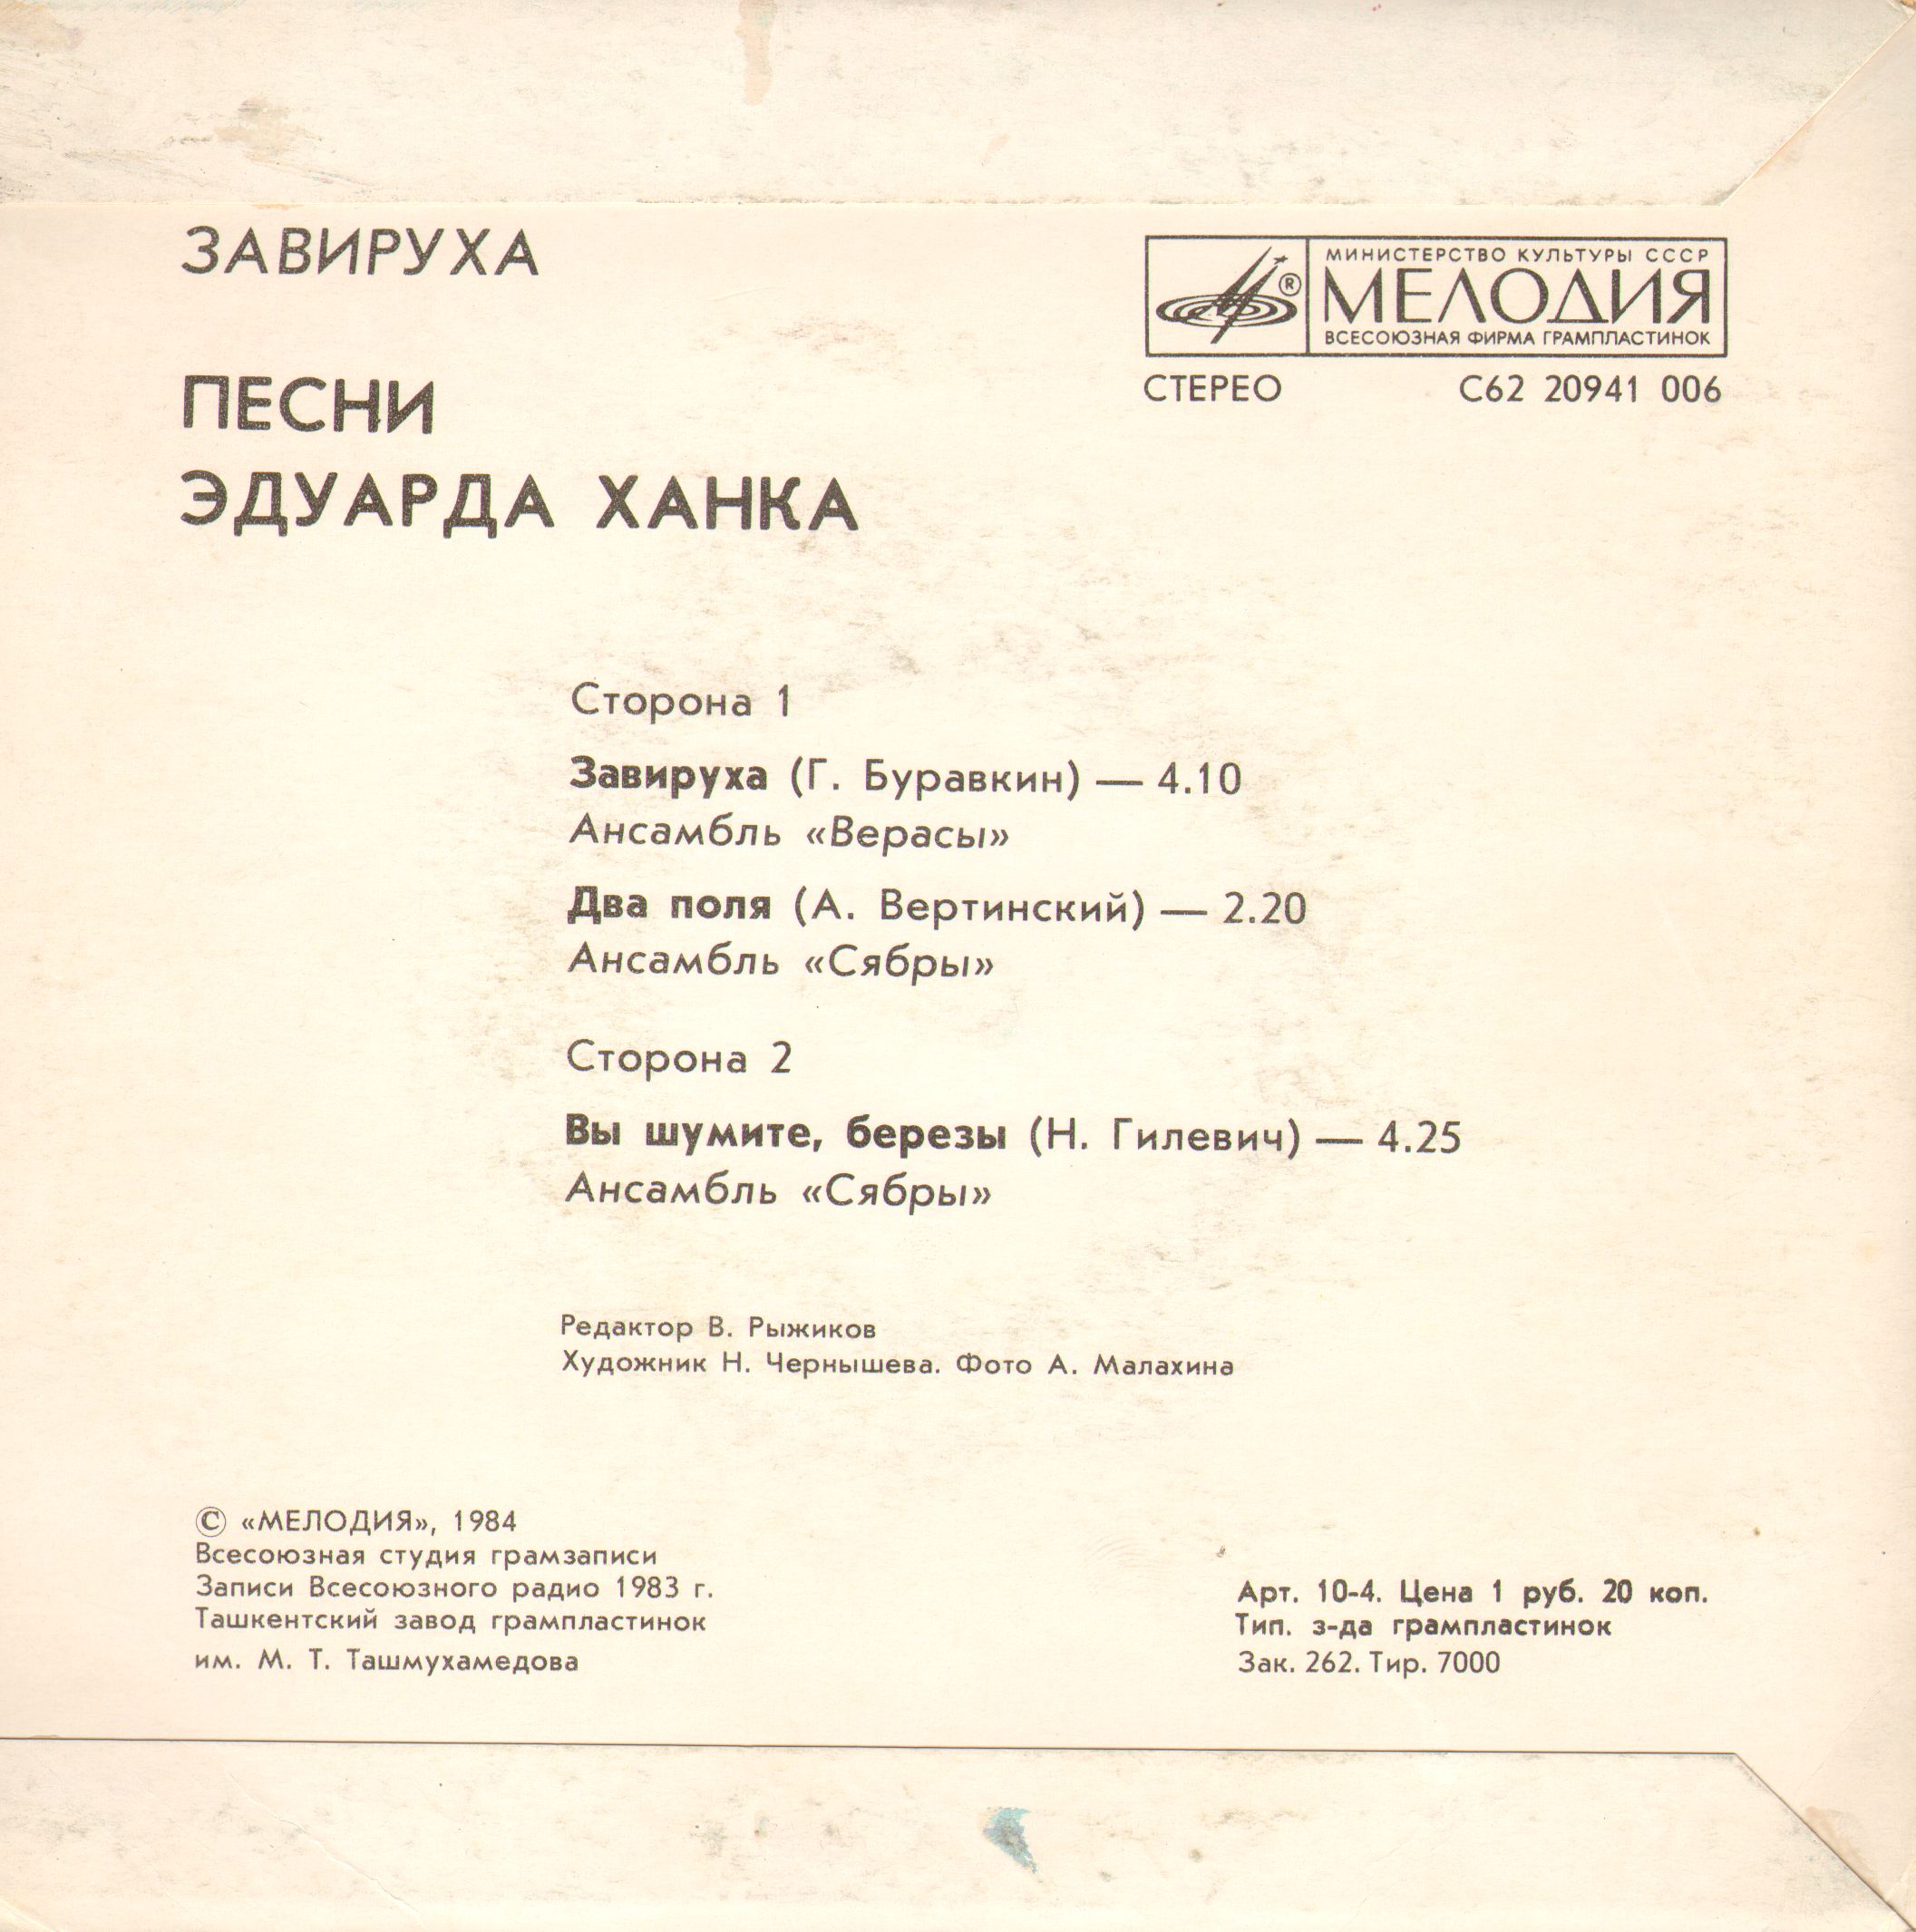 ЗАВИРУХА
МИНИСТЕРСТВО КУЛЬТУРЫ СССР
®
МЕЛОДИЯ
ВСЕСОЮЗНАЯ ФИРМА ГРАМПЛАСТИНОК
СТЕРЕО С62 20941 006
ПЕСНИ
ЭДУАРДА ХАНКА
Сторона 1
Завируха (Г. Буравкин) — 4.10
Ансамбль «Верасы»
Два поля (А. Вертинский) — 2.20
Ансамбль «Сябры»
Сторона 2
Вы шумите, березы (Н. Гилевич) — 4.25
Ансамбль «Сябры»
Редактор В. Рыжиков
Художник Н. Чернышева. Фото А. Малахина
© «МЕЛОДИЯ», 1984
Всесоюзная студия грамзаписи
Записи Всесоюзного радио 1983 г.
Ташкентский завод грампластинок
им. М. Т. Ташмухамедова
Арт. 10-4. Цена 1 руб. 20 коп.
Тип. з-да грампластинок
Зак. 262. Тир. 7000